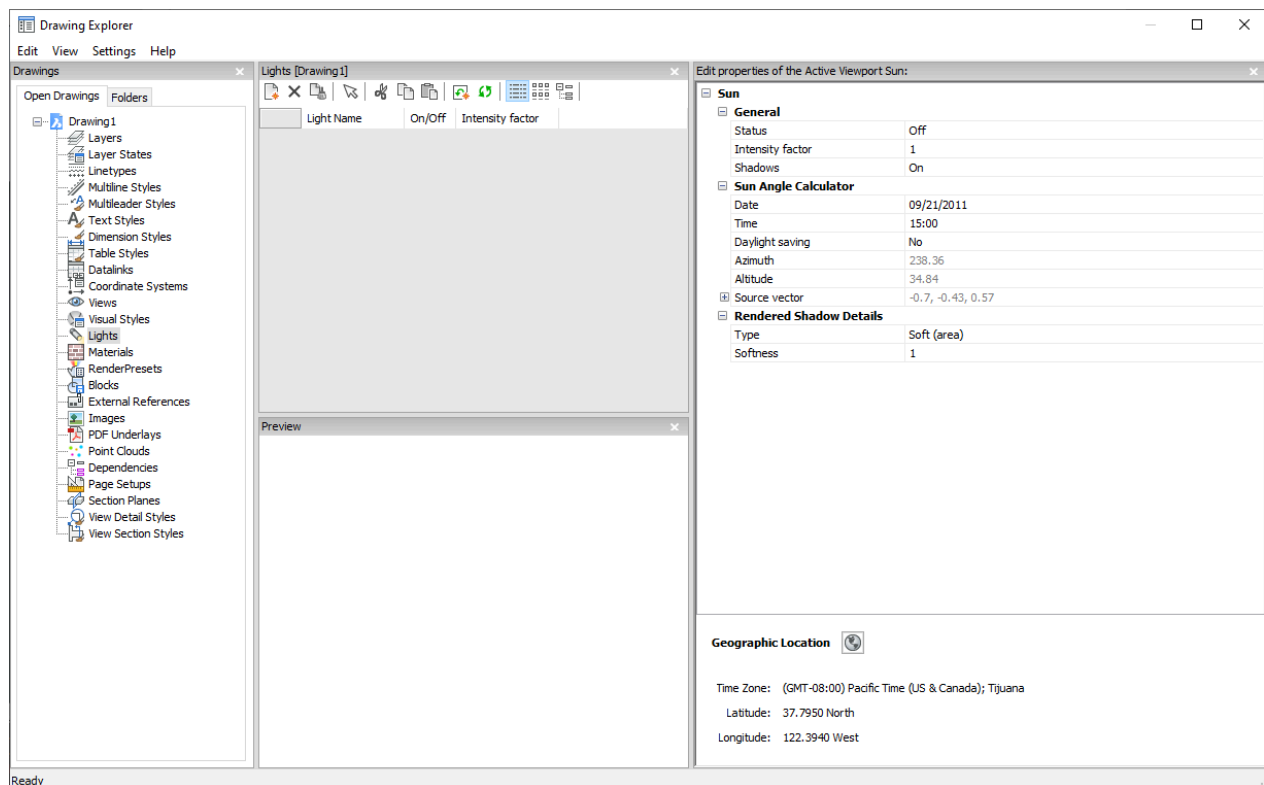 Drawing Explorer
Edit View Settings Help
Drawings
Open Drawings Folders
Drawing1
Layers
Layer States
Linetypes
Multiline Styles
Multileader Styles
Text Styles
Dimension Styles
Table Styles
Datalinks
Coordinate Systems
Views
Visual Styles
Lights
Materials
RenderPresets
Blocks
External References
Images
PDF Underlays
Point Clouds
Dependencies
Page Setups
Section Planes
View Detail Styles
View Section Styles
Lights [Drawing1]
Light Name On/Off Intensity factor
Preview
Edit properties of the Active Viewport Sun:
Sun
General
Status Off
Intensity factor 1
Shadows On
Sun Angle Calculator
Date 09/21/2011
Time 15:00
Daylight saving No
Azimuth 238.36
Altitude 34.84
Source vector -0.7, -0.43, 0.57
Rendered Shadow Details
Type Soft (area)
Softness 1
Geographic Location
Time Zone: (GMT-08:00) Pacific Time (US & Canada); Tijuana
Latitude: 37.7950 North
Longitude: 122.3940 West
Ready